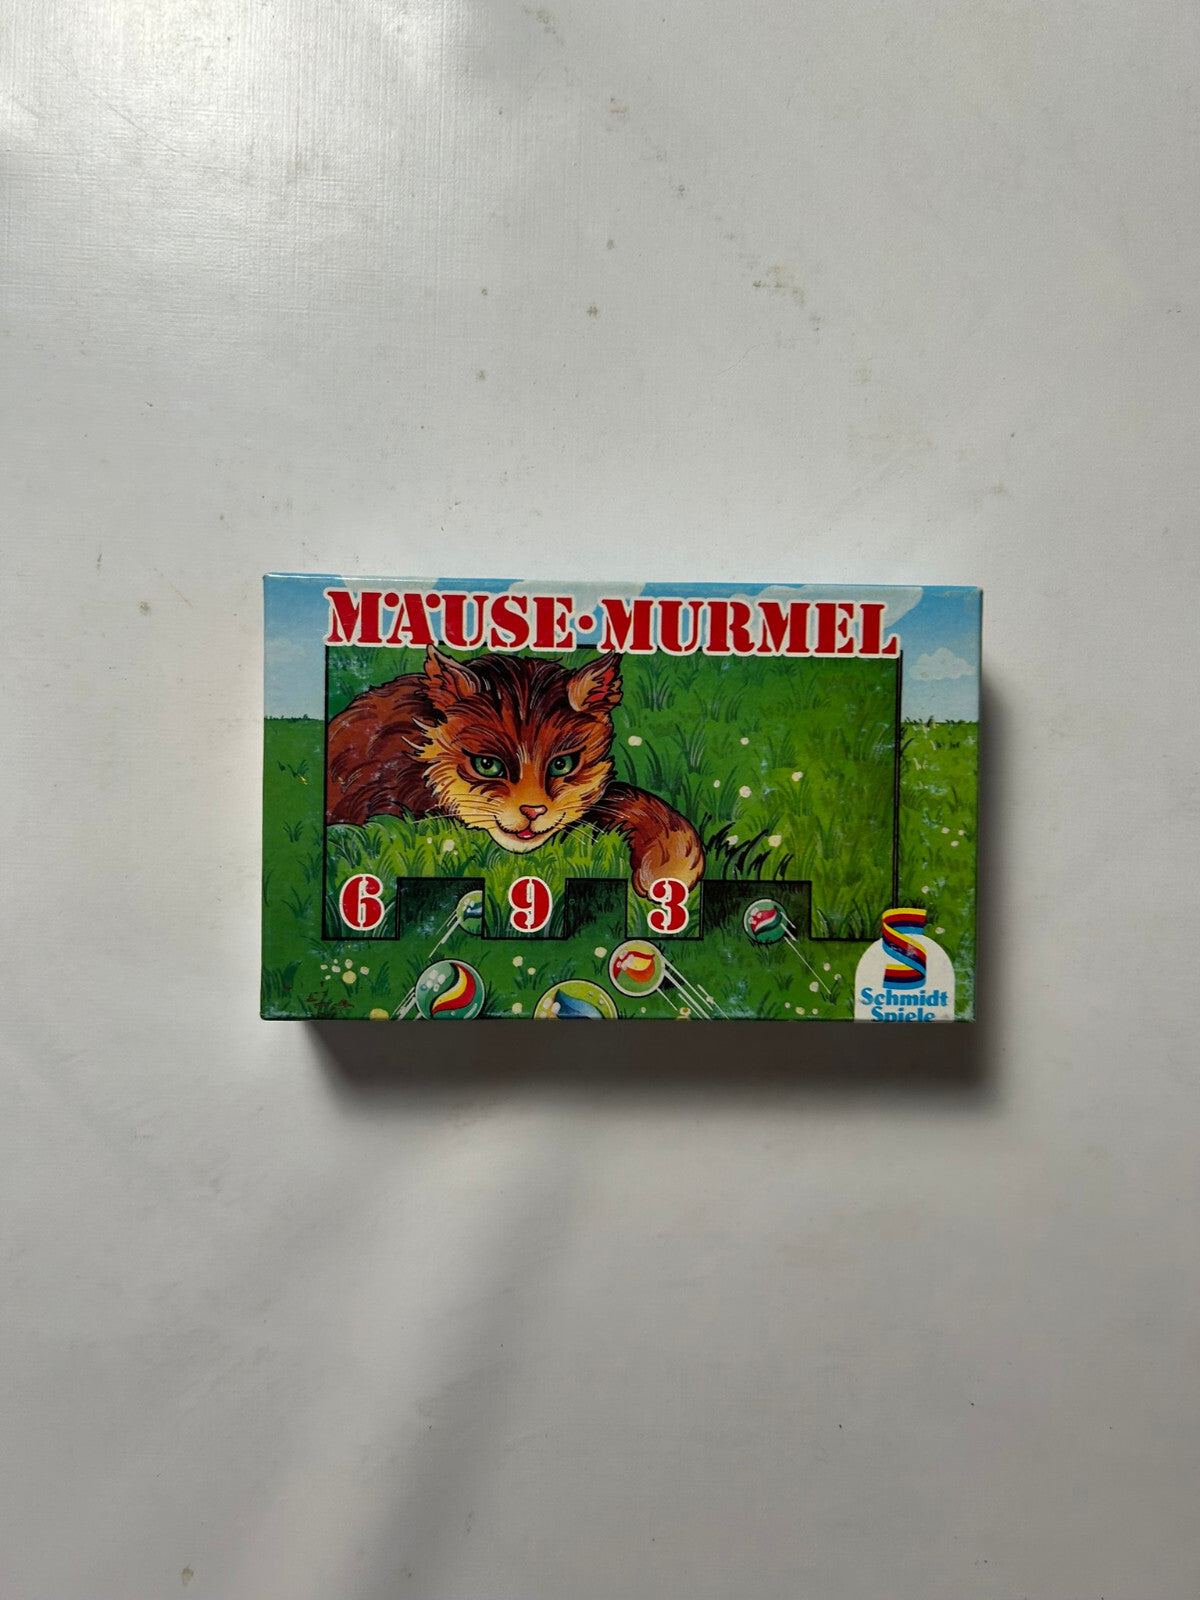 MÄUSE·MURMEL
6 9 3
Schmidt
Spiele